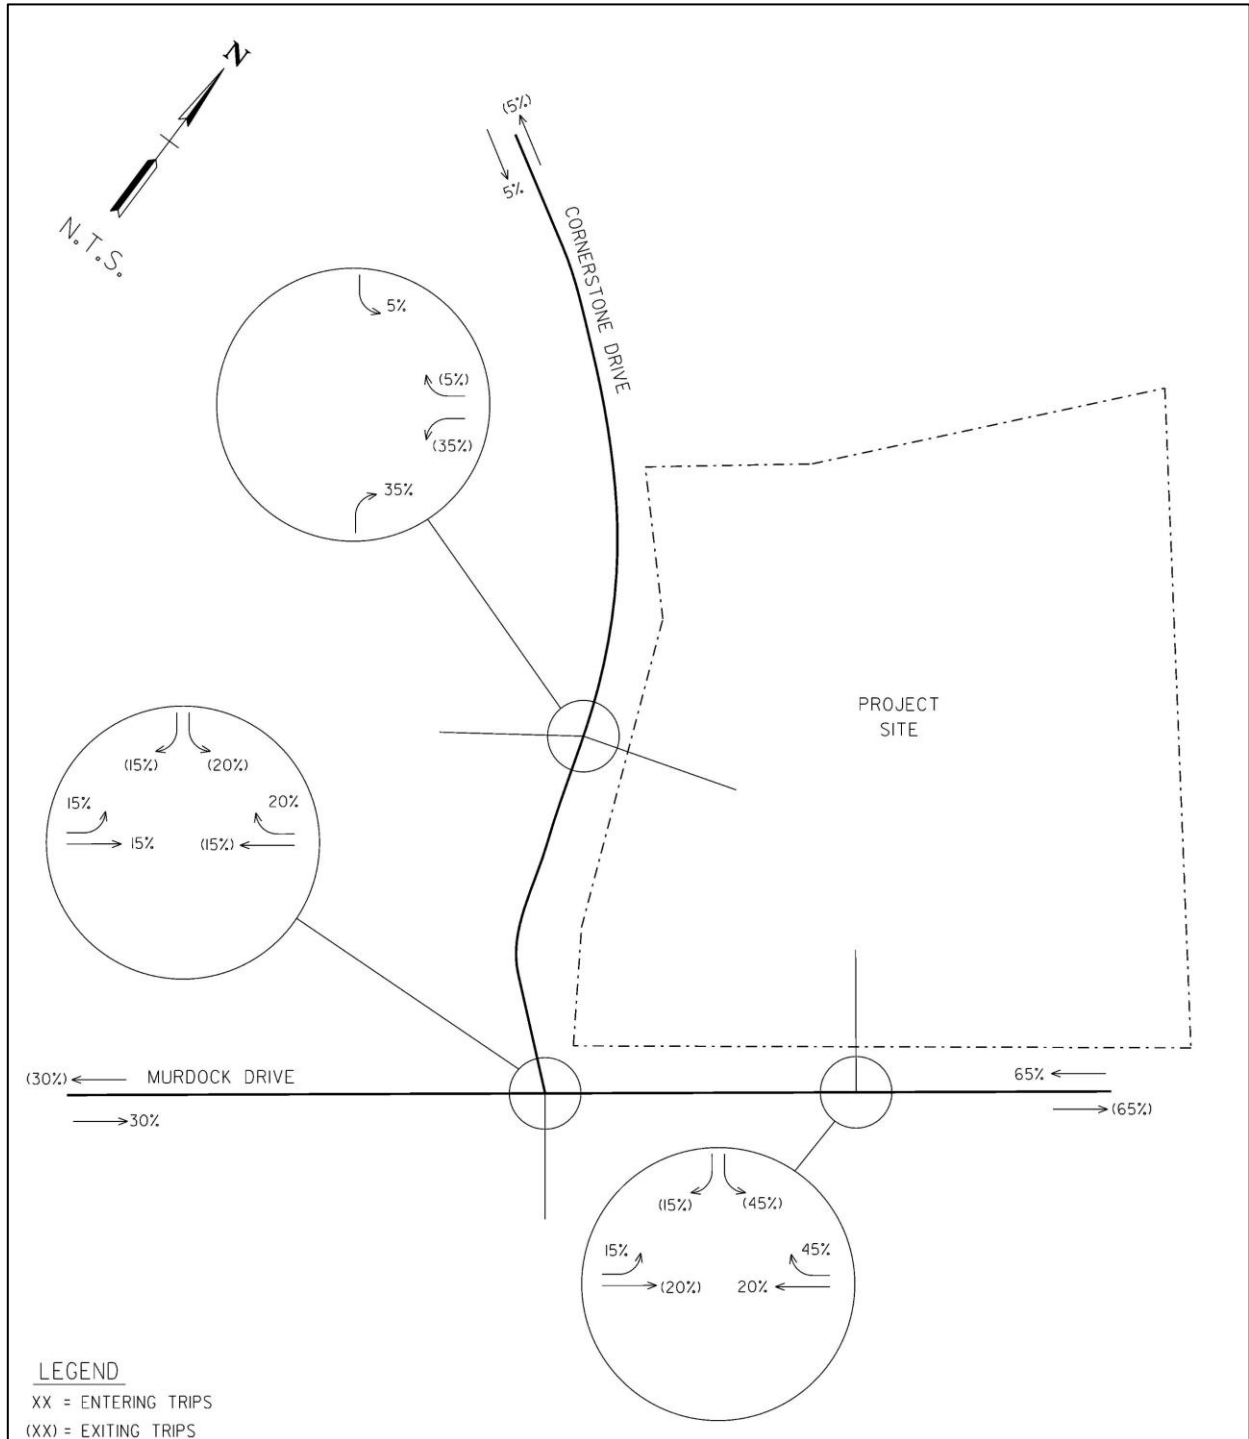 N
N.T.S.
(5%)
5%
CORNERSTONE DRIVE
5%
(5%)
(35%)
35%
PROJECT
SITE
(15%) (20%)
15% 20%
15% (15%)
(30%) MURDOCK DRIVE
30%
65%
(65%)
(15%) (45%)
15% 45%
(20%) 20%
LEGEND
XX = ENTERING TRIPS
(XX) = EXITING TRIPS